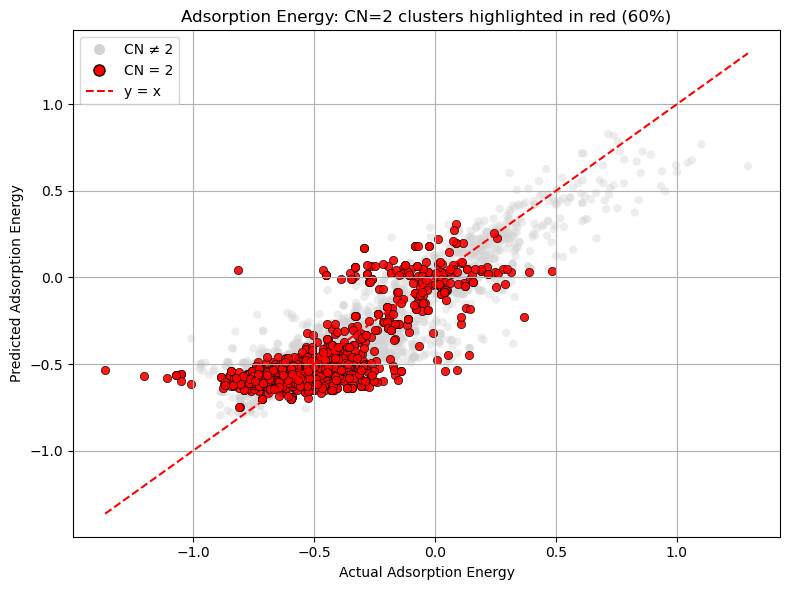 Adsorption Energy: CN=2 clusters highlighted in red (60%)
CN ≠ 2
CN = 2
y = x
Predicted Adsorption Energy
1.0
0.5
0.0
−0.5
−1.0
−1.0
−0.5
0.0
0.5
1.0
Actual Adsorption Energy